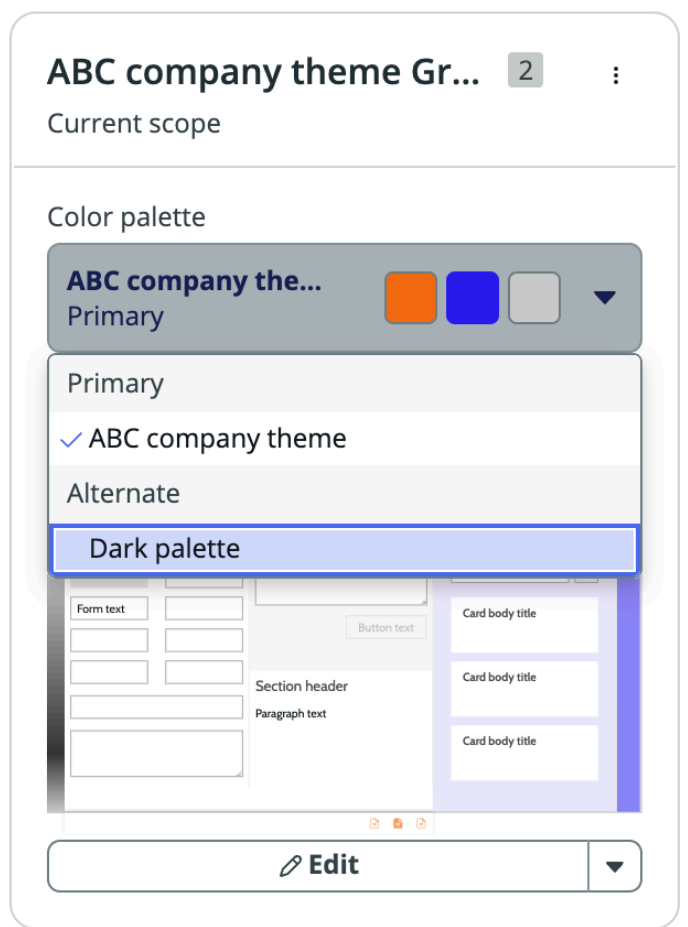 ABC company theme Gr... 2
Current scope
Color palette
ABC company the...
Primary
Primary
ABC company theme
Alternate
Dark palette
Form text
Button text
Card body title
Section header
Card body title
Paragraph text
Card body title
Edit